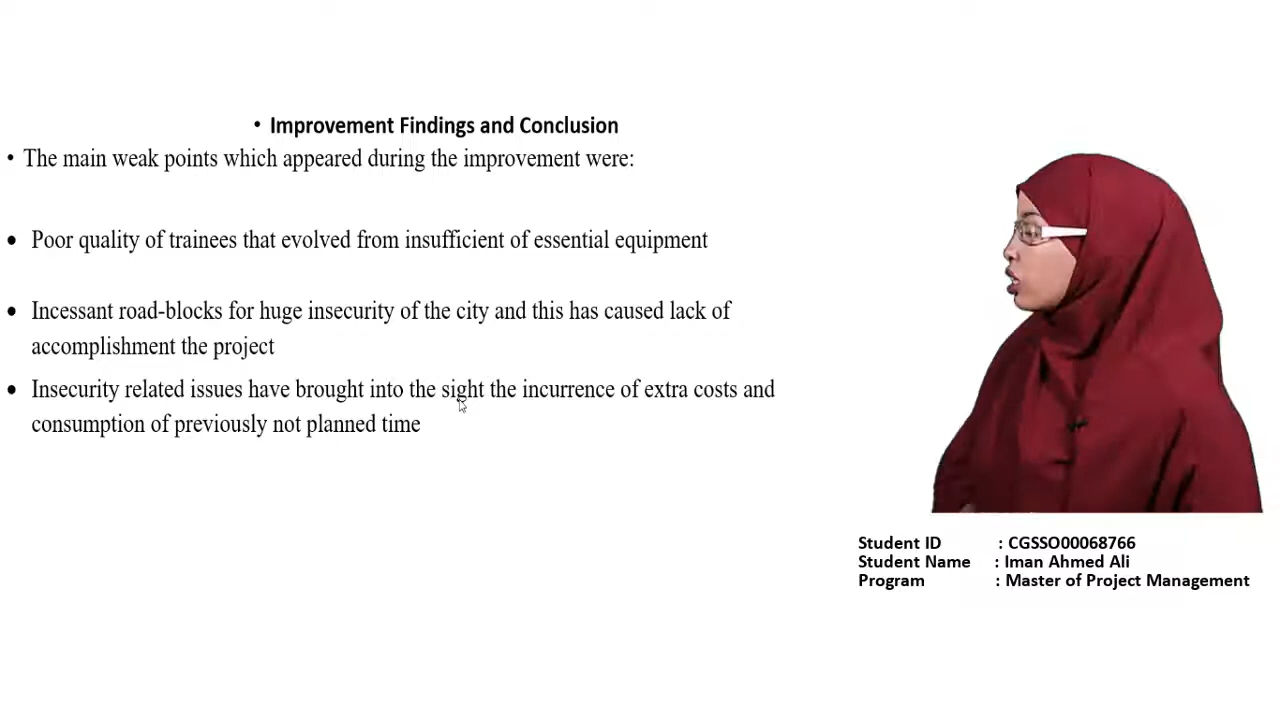 • Improvement Findings and Conclusion
• The main weak points which appeared during the improvement were:
• Poor quality of trainees that evolved from insufficient of essential equipment
• Incessant road-blocks for huge insecurity of the city and this has caused lack of
accomplishment the project
• Insecurity related issues have brought into the sight the incurrence of extra costs and
consumption of previously not planned time
Student ID : CGSSO00068766
Student Name : Iman Ahmed Ali
Program : Master of Project Management